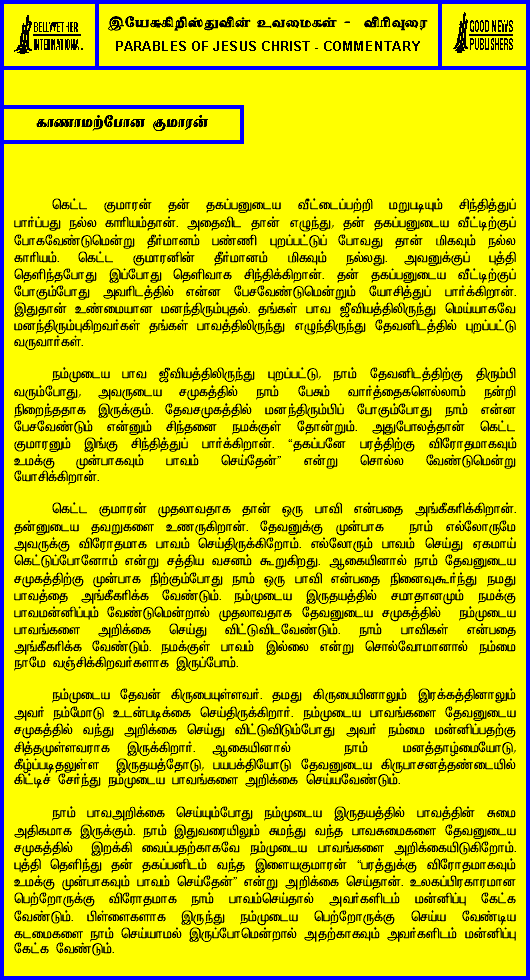 BELLWETHER
INTERNATIONAL
இயேசுகிறிஸ்துவின் உவமைகள் - விரிவுரை
PARABLES OF JESUS CHRIST - COMMENTARY
GOOD NEWS
PUBLISHERS
காணாமற்போன குமாரன்
கெட்ட குமாரன் தன் தகப்பனுடைய வீட்டைப்பற்றி மறுபடியும் சிந்தித்துப்
பார்ப்பது நல்ல காரியம்தான். அதைவிட தான் எழுந்து, தன் தகப்பனுடைய வீட்டிற்குப்
போகவேண்டுமென்று தீர்மானம் பண்ணி புறப்பட்டுப் போவது தான் மிகவும் நல்ல
காரியம். கெட்ட குமாரனின் தீர்மானம் மிகவும் நல்லது. அவனுக்குப் புத்தி
தெளிந்தபோது இப்போது தெளிவாக சிந்திக்கிறான். தன் தகப்பனுடைய வீட்டிற்குப்
போகும்போது அவரிடத்தில் என்ன பேசவேண்டுமென்றும் யோசித்துப் பார்க்கிறான்.
இதுதான் உண்மையான மனந்திரும்புதல். தங்கள் பாவ ஜீவியத்திலிருந்து மெய்யாகவே
மனந்திரும்புகிறவர்கள் தங்கள் பாவத்திலிருந்து எழுந்திருந்து தேவனிடத்தில் புறப்பட்டு
வருவார்கள்.
நம்முடைய பாவ ஜீவியத்திலிருந்து புறப்பட்டு, நாம் தேவனிடத்திற்கு திரும்பி
வரும்போது, அவருடைய சமுகத்தில் நாம் பேசும் வார்த்தைகளெல்லாம் நன்றி
நிறைந்ததாக இருக்கும். தேவசமுகத்தில் மனந்திரும்பிப் போகும்போது நாம் என்ன
பேசவேண்டும் என்னும் சிந்தனை நமக்குள் தோன்றும். அதுபோலத்தான் கெட்ட
குமாரனும் இங்கு சிந்தித்துப் பார்க்கிறான். “தகப்பனே பரத்திற்கு விரோதமாகவும்
உமக்கு முன்பாகவும் பாவம் செய்தேன்” என்று சொல்ல வேண்டுமென்று
யோசிக்கிறான்.
கெட்ட குமாரன் முதலாவதாக தான் ஒரு பாவி என்பதை அங்கீகரிக்கிறான்.
தன்னுடைய தவறுகளை உணருகிறான். தேவனுக்கு முன்பாக நாம் எல்லோருமே
அவருக்கு விரோதமாக பாவம் செய்திருக்கிறோம். எல்லோரும் பாவம் செய்து ஏகமாய்
கெட்டுப்போனோம் என்று சத்திய வசனம் கூறுகிறது. ஆகையினால் நாம் தேவனுடைய
சமுகத்திற்கு முன்பாக நிற்கும்போது நாம் ஒரு பாவி என்பதை நினைவுகூர்ந்து நமது
பாவத்தை அங்கீகரிக்க வேண்டும். நம்முடைய இருதயத்தில் சமாதானமும் நமக்கு
பாவமன்னிப்பும் வேண்டுமென்றால் முதலாவதாக தேவனுடைய சமுகத்தில் நம்முடைய
பாவங்களை அறிக்கை செய்து விட்டுவிடவேண்டும். நாம் பாவிகள் என்பதை
அங்கீகரிக்க வேண்டும். நமக்குள் பாவம் இல்லை என்று சொல்வோமானால் நம்மை
நாமே வஞ்சிக்கிறவர்களாக இருப்போம்.
நம்முடைய தேவன் கிருபையுள்ளவர். தமது கிருபையினாலும் இரக்கத்தினாலும்
அவர் நம்மோடு உடன்படிக்கை செய்திருக்கிறார். நம்முடைய பாவங்களை தேவனுடைய
சமுகத்தில் வந்து அறிக்கை செய்து விட்டுவிடும்போது அவர் நம்மை மன்னிப்பதற்கு
சித்தமுள்ளவராக இருக்கிறார். ஆகையினால் நாம் மனத்தாழ்மையோடு,
கீழ்ப்படிதலுள்ள இருதயத்தோடு, பயபக்தியோடு தேவனுடைய கிருபாசனத்தண்டையில்
கிட்டிச் சேர்ந்து நம்முடைய பாவங்களை அறிக்கை செய்யவேண்டும்.
நாம் பாவஅறிக்கை செய்யும்போது நம்முடைய இருதயத்தில் பாவத்தின் சுமை
அதிகமாக இருக்கும். நாம் இதுவரையிலும் சுமந்து வந்த பாவசுமைகளை தேவனுடைய
சமுகத்தில் இறக்கி வைப்பதற்காகவே நம்முடைய பாவங்களை அறிக்கையிடுகிறோம்.
புத்தி தெளிந்து தன் தகப்பனிடம் வந்த இளையகுமாரன் “பரத்துக்கு விரோதமாகவும்
உமக்கு முன்பாகவும் பாவம் செய்தேன்” என்று அறிக்கை செய்தான். உலகப்பிரகாரமான
பெற்றோருக்கு விரோதமாக நாம் பாவம்செய்தால் அவர்களிடம் மன்னிப்பு கேட்க
வேண்டும். பிள்ளைகளாக இருந்து நம்முடைய பெற்றோருக்கு செய்ய வேண்டிய
கடமைகளை நாம் செய்யாமல் இருப்போமென்றால் அதற்காகவும் அவர்களிடம் மன்னிப்பு
கேட்க வேண்டும்.